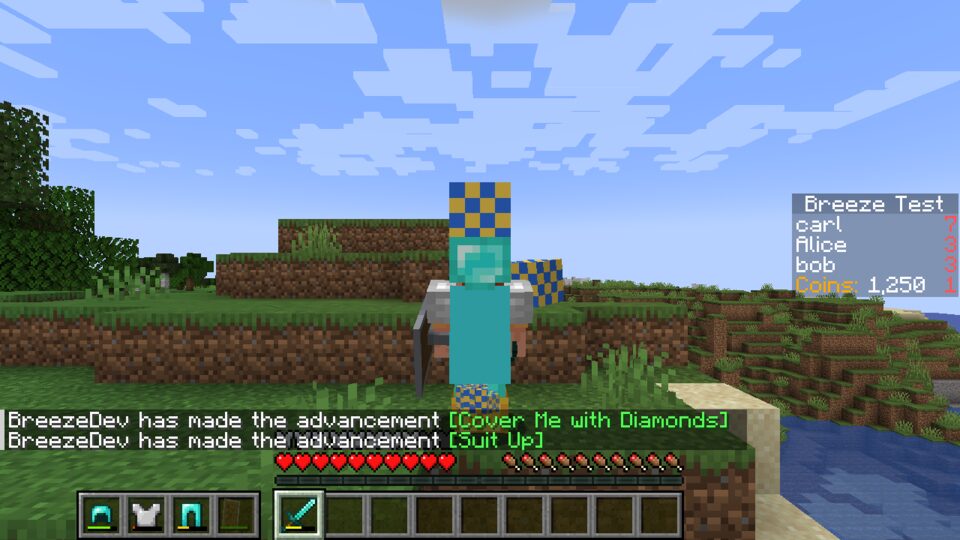 Breeze Test
carl 7
Alice 3
bob 3
Coins: 1,250 1
BreezeDev has made the advancement [Cover Me with Diamonds]
BreezeDev has made the advancement [Suit Up]